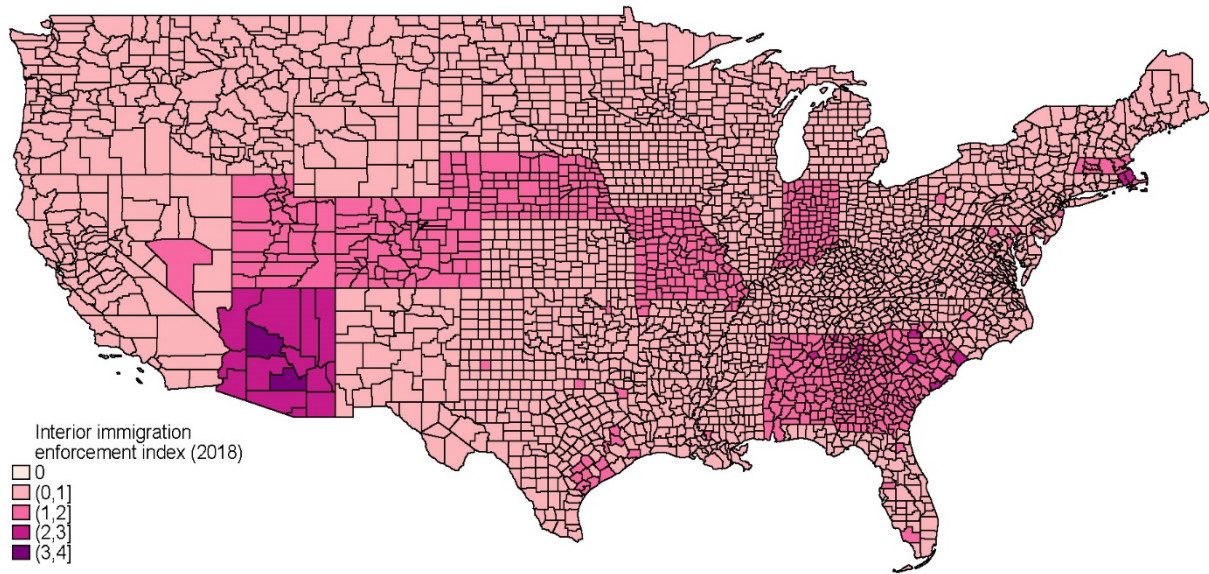 Interior immigration
enforcement index (2018)
0
(0,1]
(1,2]
(2,3]
(3,4]